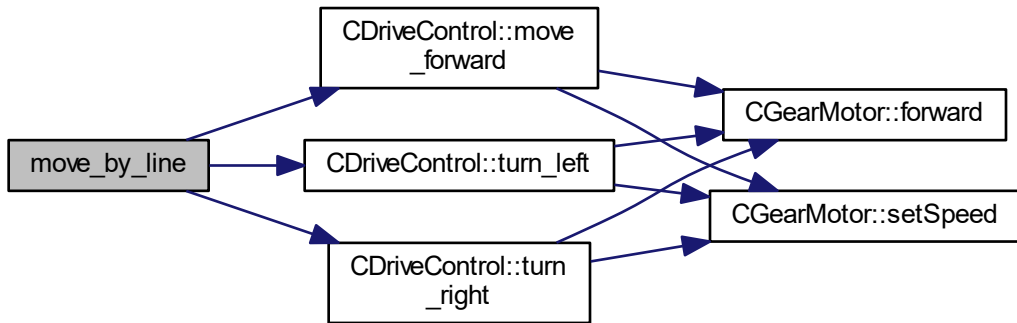 move_by_line
CDriveControl::move
_forward
CDriveControl::turn_left
CDriveControl::turn
_right
CGearMotor::forward
CGearMotor::setSpeed